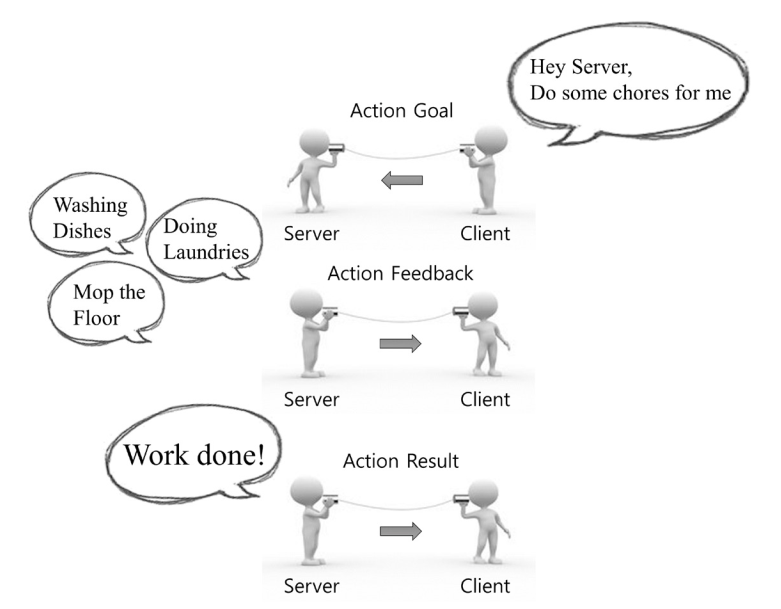 Hey Server,
Do some chores for me
Action Goal
Server
Client
Washing
Dishes
Doing
Laundries
Mop the
Floor
Action Feedback
Server
Client
Work done!
Action Result
Server
Client